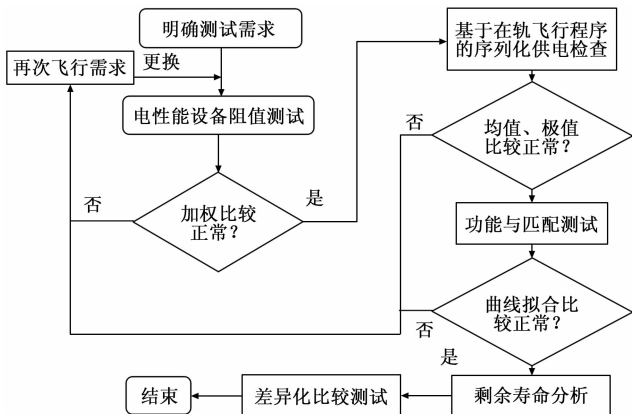 明确测试需求
再次飞行需求
更换
电性能设备阻值测试
否
加权比较
正常？
是
基于在轨飞行程序
的序列化供电检查
否
均值、极值
比较正常？
功能与匹配测试
否
曲线拟合比
较正常？
是
剩余寿命分析
差异化比较测试
结束